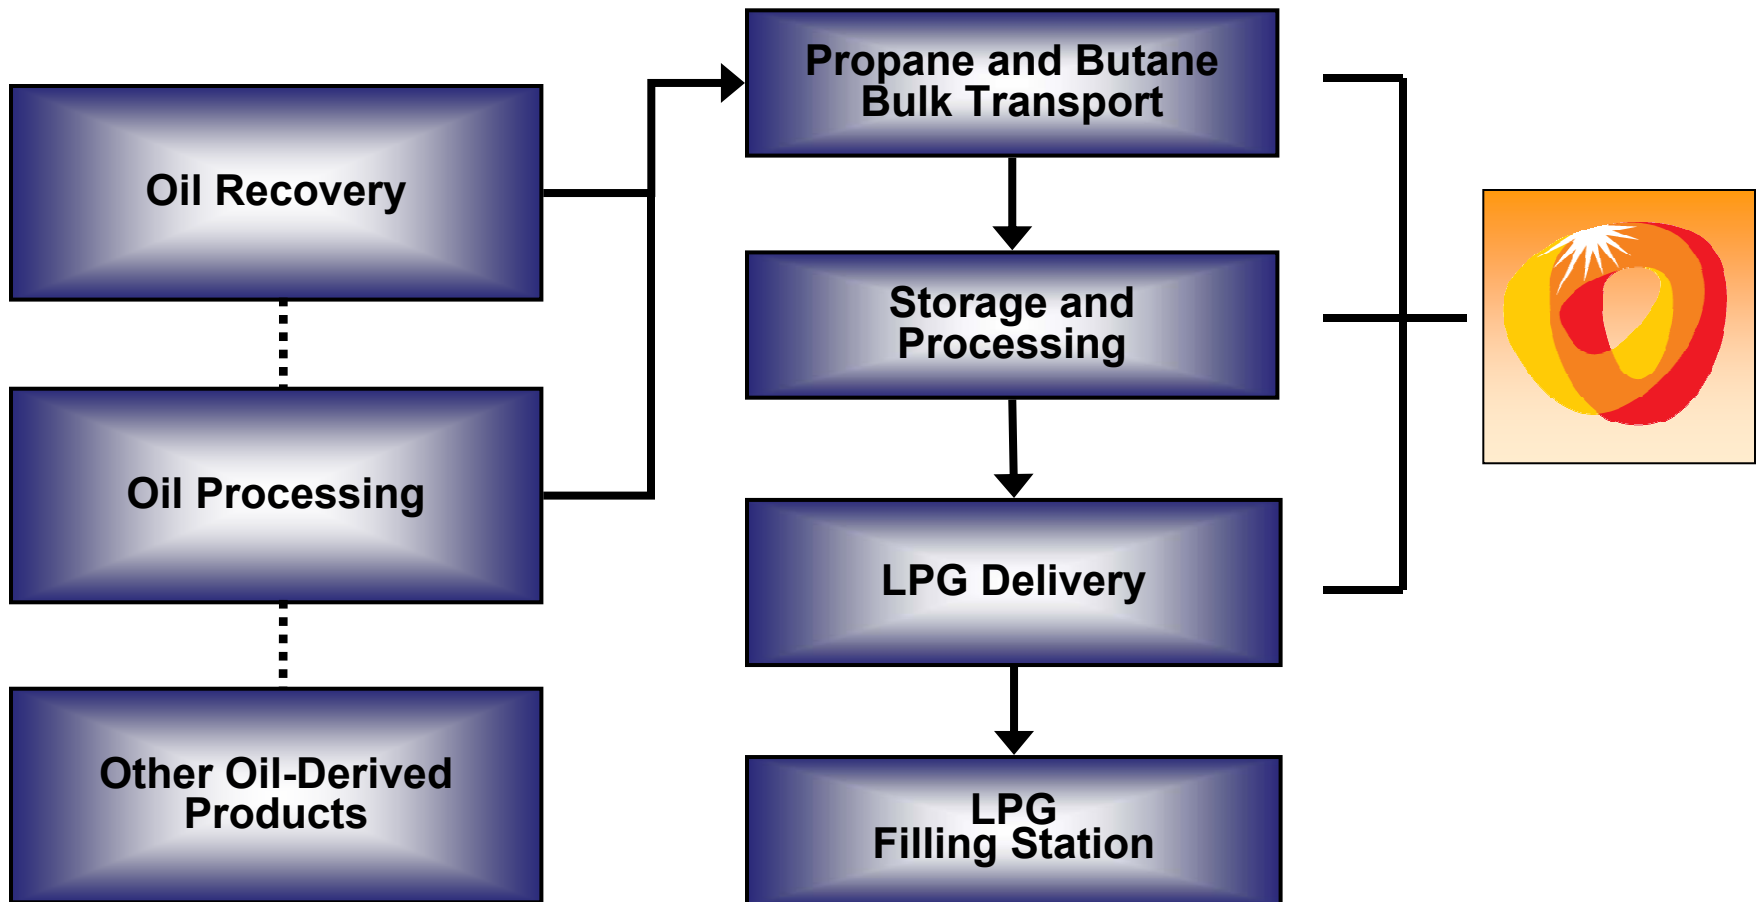 Oil Recovery
Oil Processing
Other Oil-Derived
Products
Propane and Butane
Bulk Transport
Storage and
Processing
LPG Delivery
LPG
Filling Station